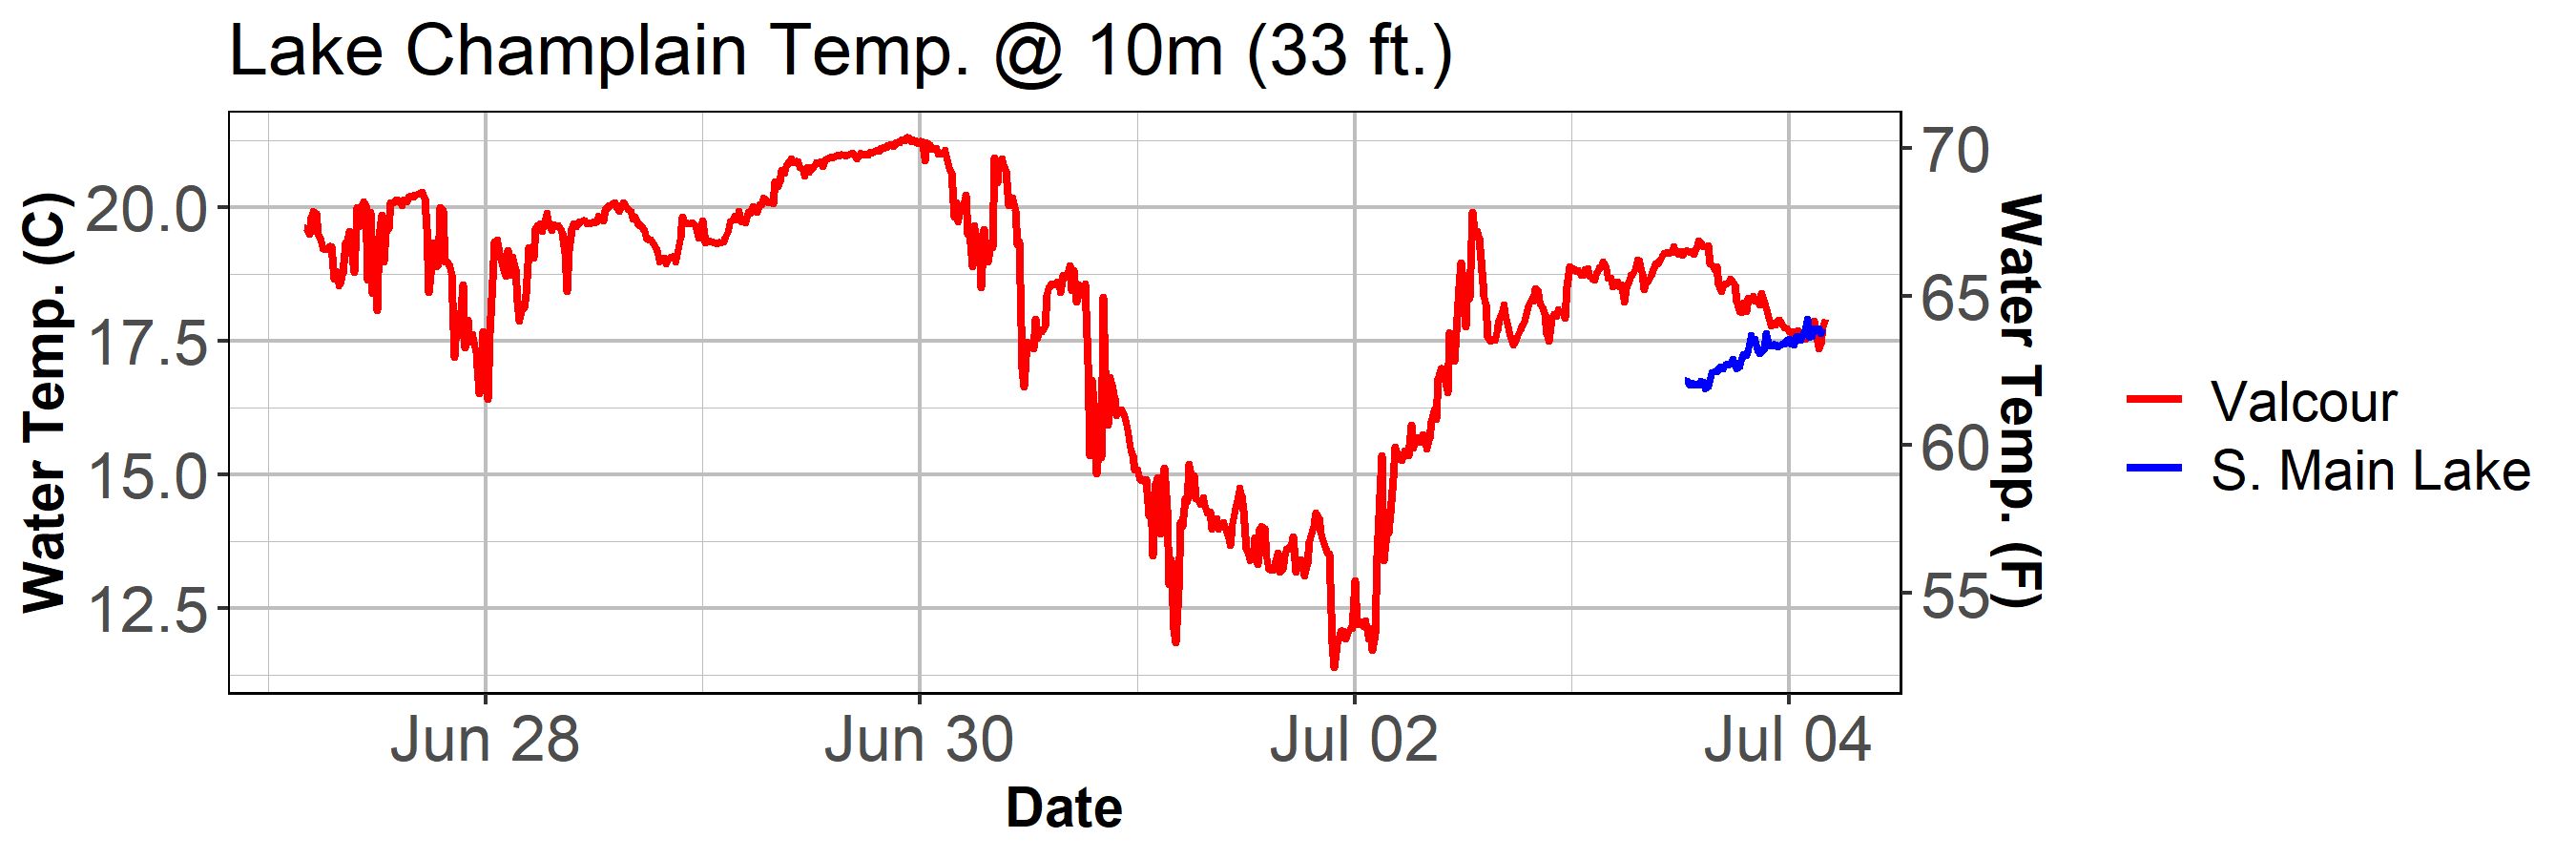 Lake Champlain Temp. @ 10m (33 ft.)
Water Temp. (C)
20.0
17.5
15.0
12.5
70
65
60
55
Water Temp. (F)
Jun 28
Jun 30
Jul 02
Jul 04
Date
Valcour
S. Main Lake